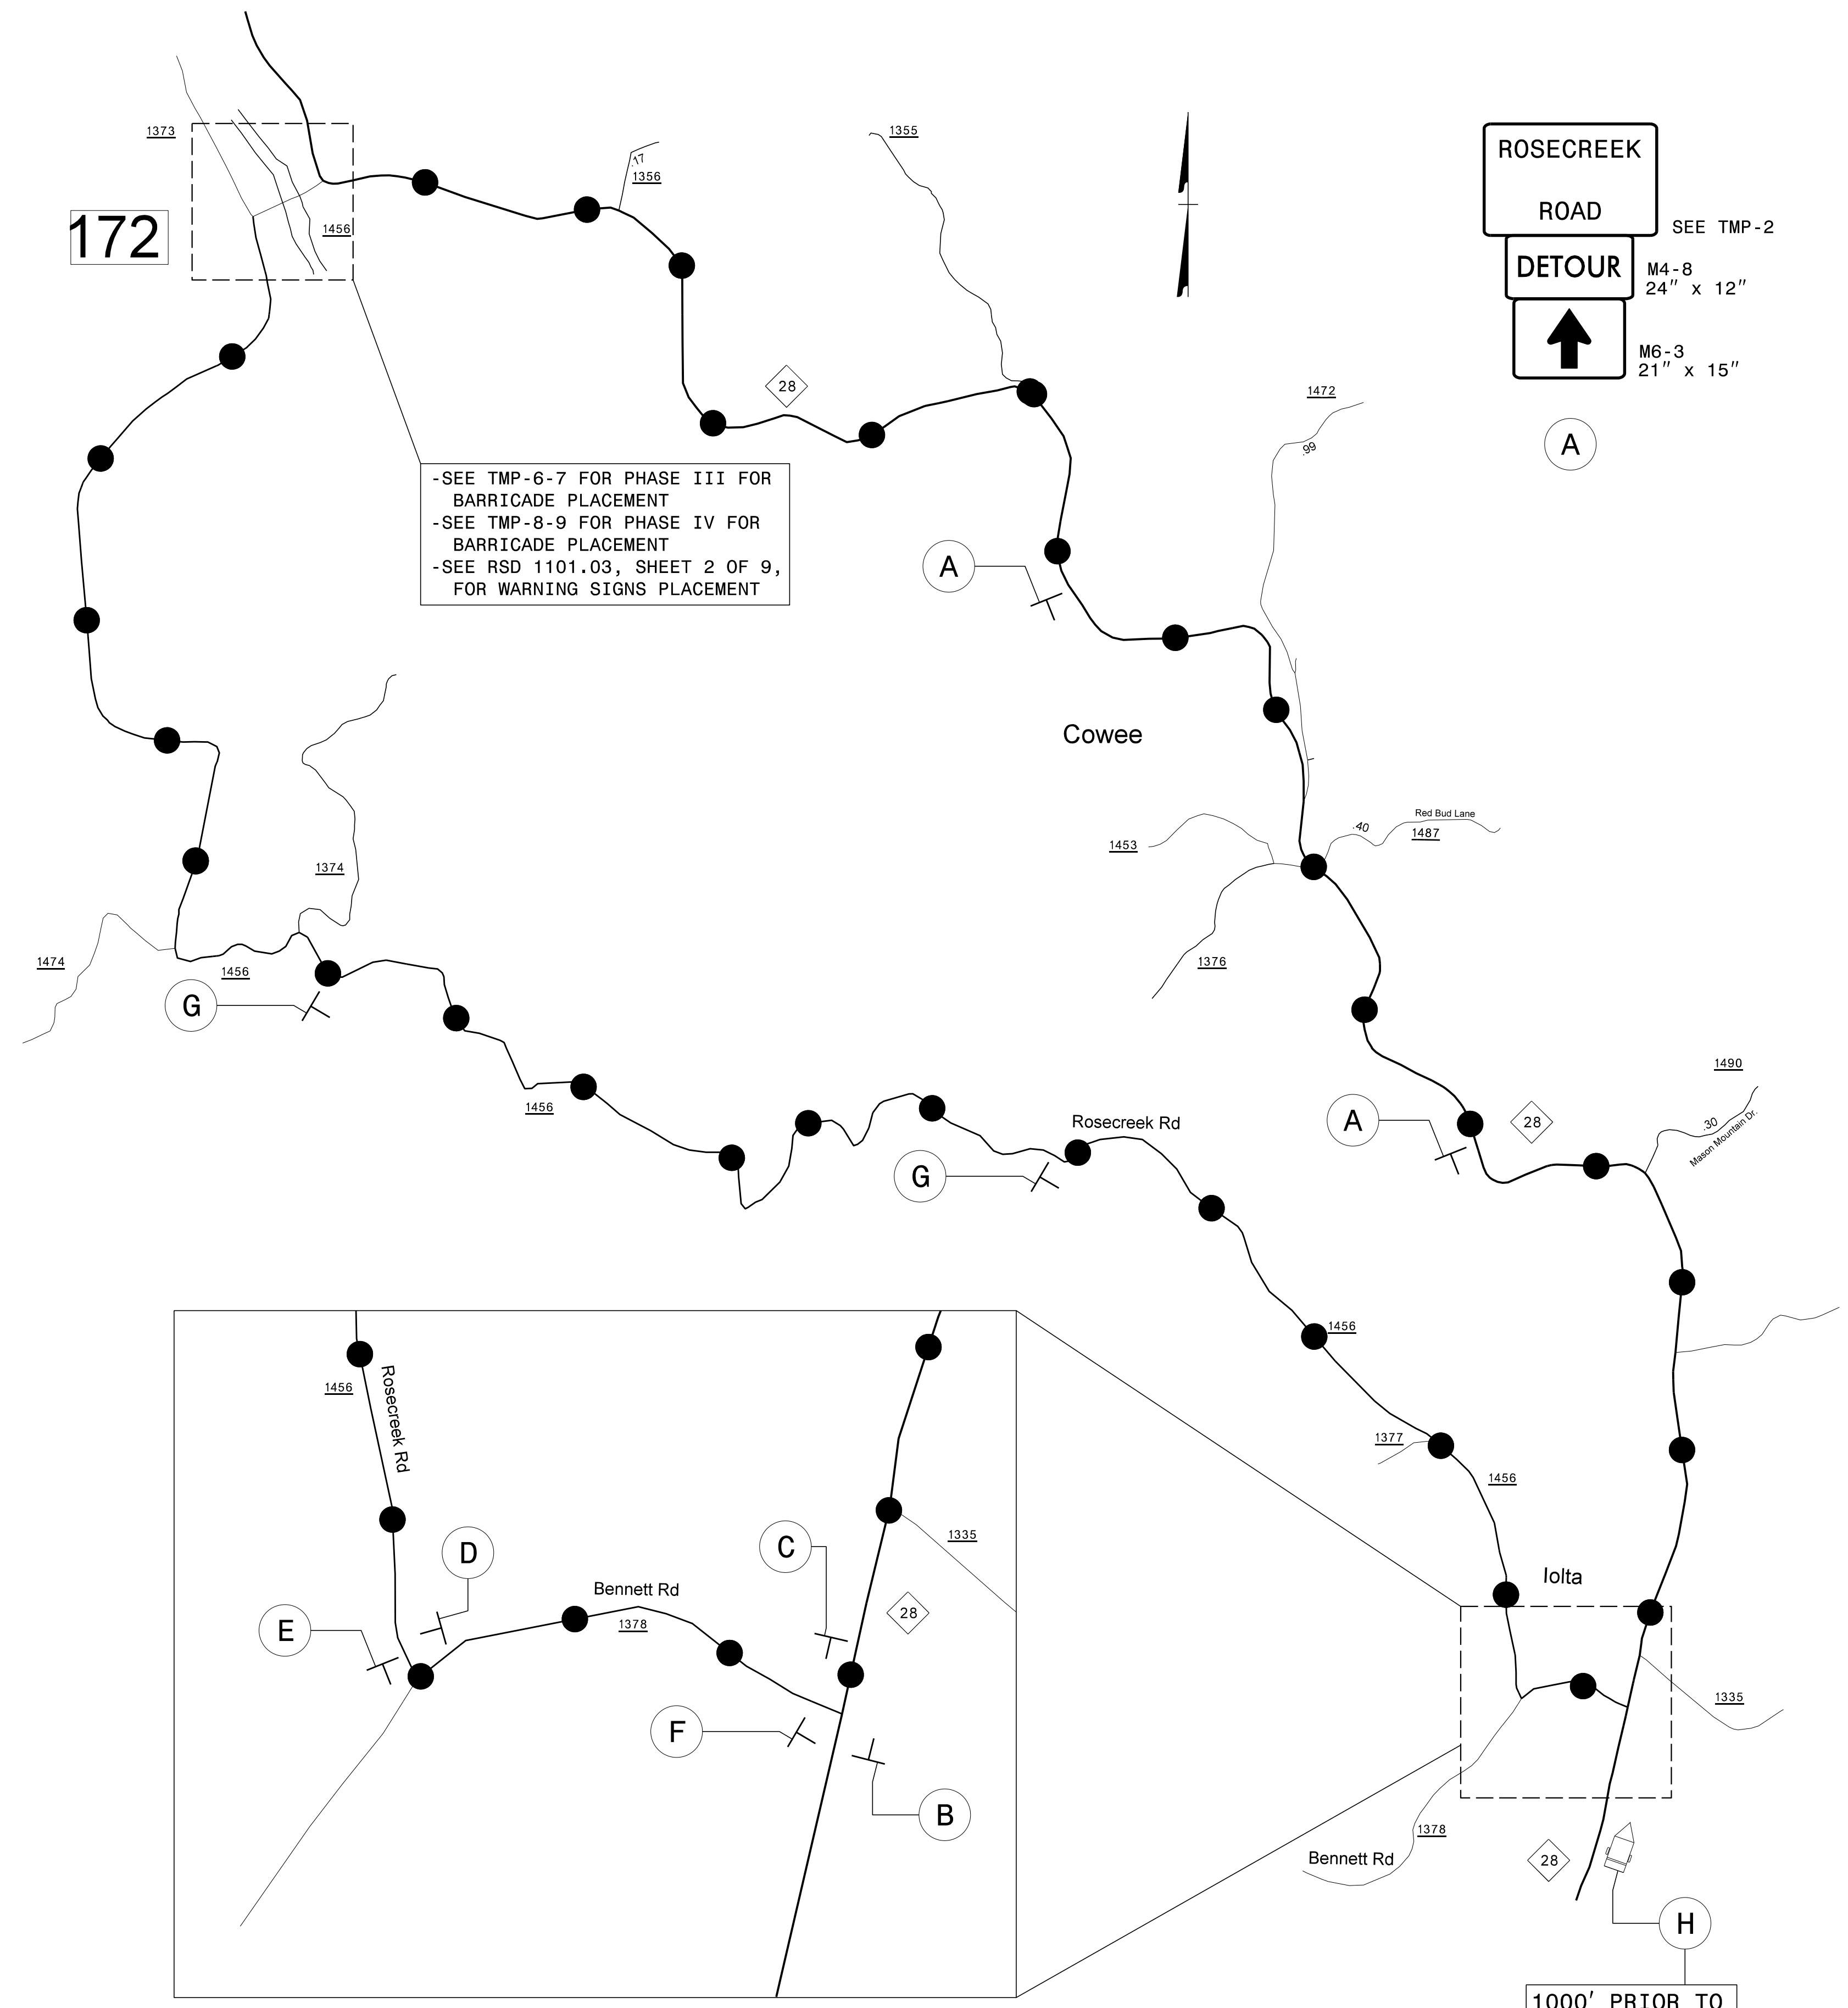 1373
172
1456
.17
1356
1355
28
ROSECREEK
ROAD
SEE TMP-2
DETOUR
M4-8
24" x 12"
M6-3
21" x 15"
A
-SEE TMP-6-7 FOR PHASE III FOR
BARRICADE PLACEMENT
-SEE TMP-8-9 FOR PHASE IV FOR
BARRICADE PLACEMENT
-SEE RSD 1101.03, SHEET 2 OF 9,
FOR WARNING SIGNS PLACEMENT
1472
.99
A
Cowee
1453
.40
Red Bud Lane
1487
1376
1374
1474
1456
G
1456
Rosecreek Rd
G
A
28
1490
.30
Mason Mountain Dr.
1456
1377
1456
Iolta
1335
1378
Bennett Rd
28
H
1000' PRIOR TO
1456
Rosecreek Rd
D
E
Bennett Rd
1378
C
28
1335
F
B